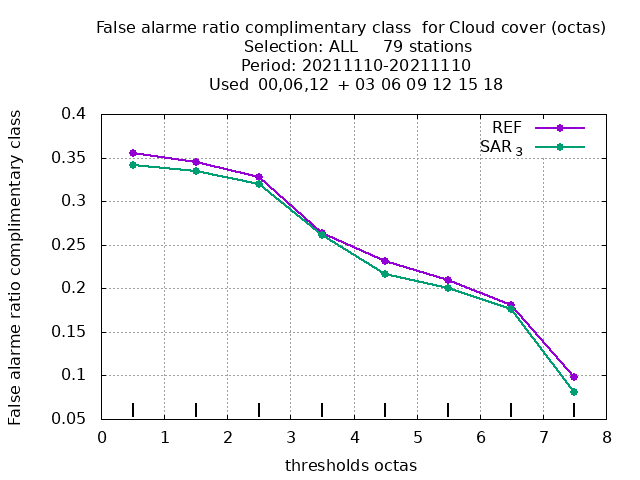 False alarme ratio complimentary class  for Cloud cover (octas)
Selection: ALL     79 stations
Period: 20211110-20211110
Used  00,06,12  + 03 06 09 12 15 18
False alarme ratio complimentary class
REF
SAR 3
0.4
0.35
0.3
0.25
0.2
0.15
0.1
0.05
0 1 2 3 4 5 6 7 8
thresholds octas